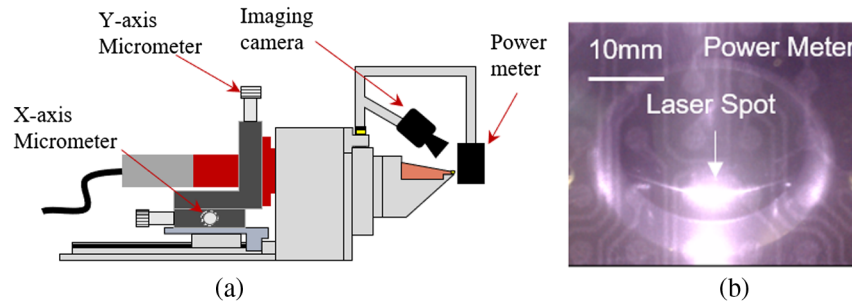 Y-axis
Micrometer
Imaging
camera
Power
meter
X-axis
Micrometer
10mm
Power Meter
Laser Spot
(a)
(b)